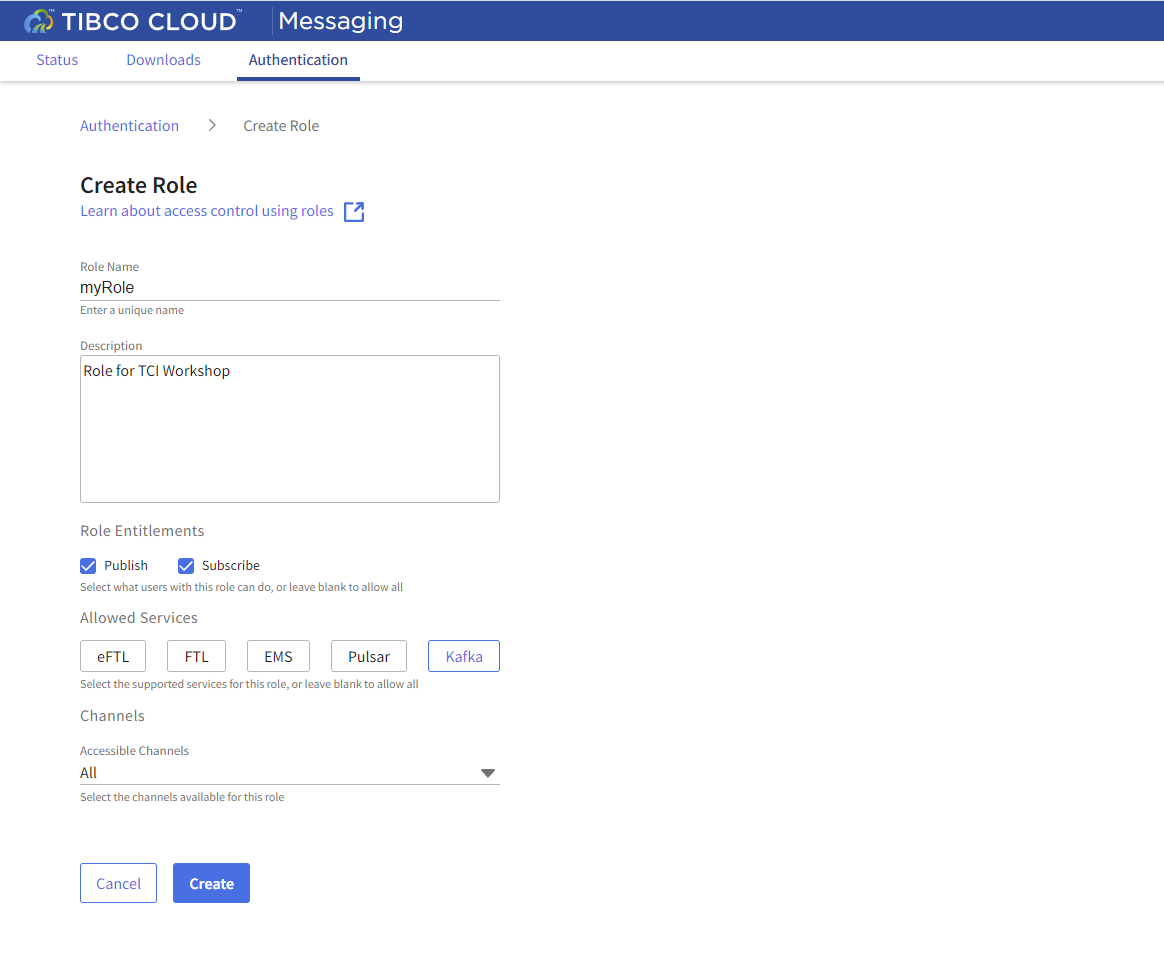 TIBCO CLOUD™ Messaging
Status Downloads Authentication
Authentication > Create Role
Create Role
Learn about access control using roles
Role Name
myRole
Enter a unique name
Description
Role for TCI Workshop
Role Entitlements
Publish Subscribe
Select what users with this role can do, or leave blank to allow all
Allowed Services
eFTL FTL EMS Pulsar Kafka
Select the supported services for this role, or leave blank to allow all
Channels
Accessible Channels
All
Select the channels available for this role
Cancel Create